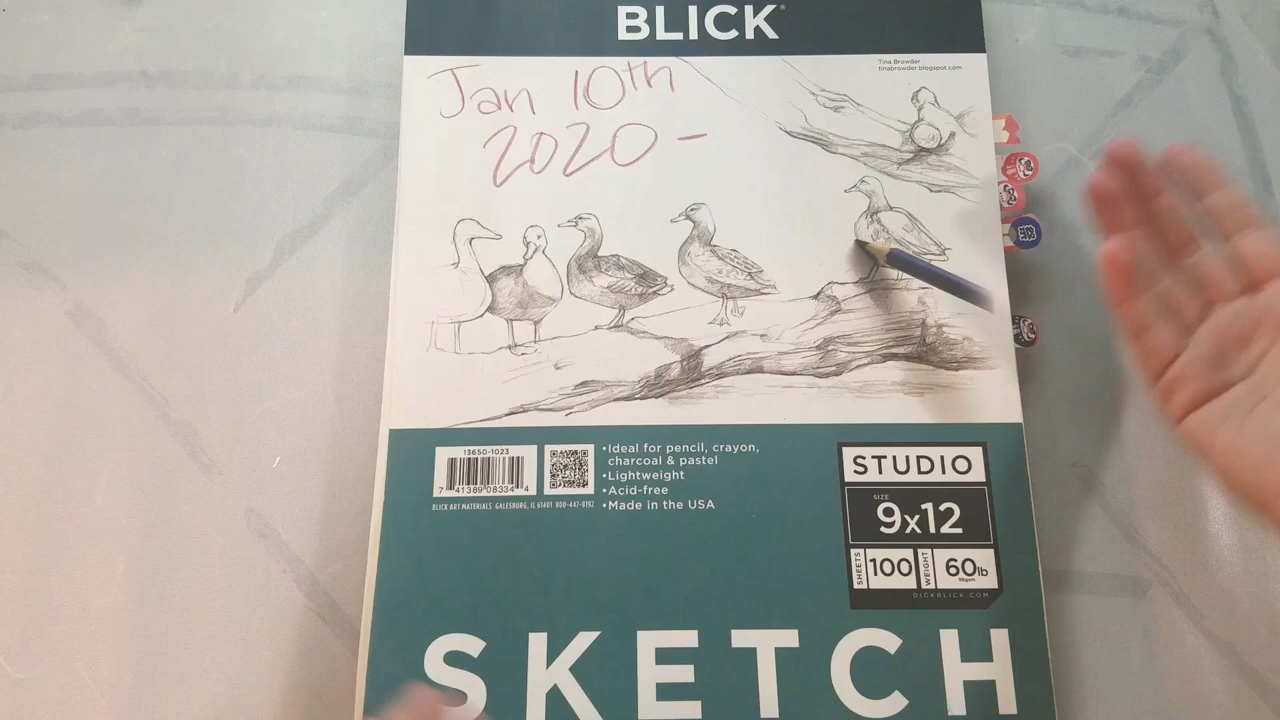 BLICK®
Tina Browder
tinabrowder.blogspot.com
Jan 10th
2020-
13650-1023
7 41389 08334 4
BLICK ART MATERIALS GALESBURG, IL 61401 800-447-8192
•Ideal for pencil, crayon,
charcoal & pastel
•Lightweight
•Acid-free
•Made in the USA
STUDIO
SIZE
9x12
SHEETS
100
WEIGHT
60lb
98gsm
DICKBLICK.COM
SKETCH